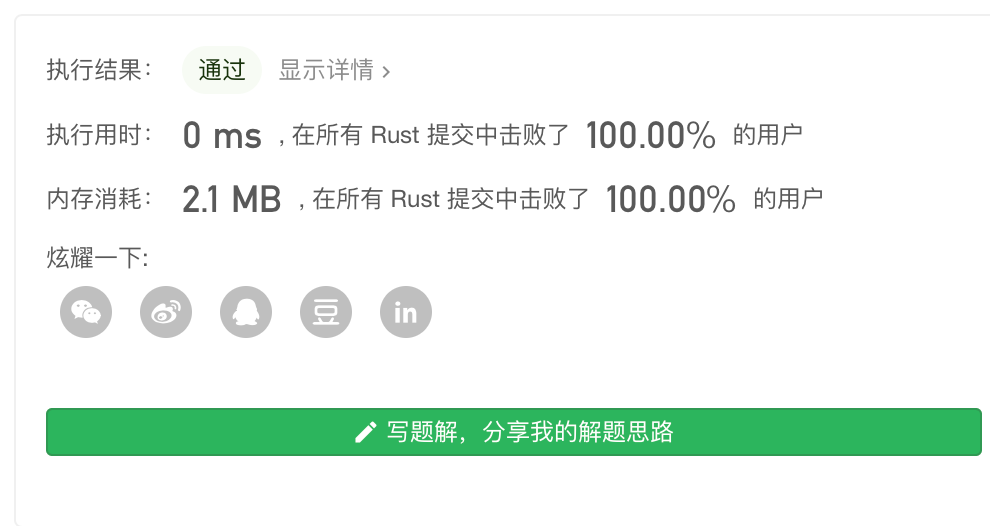 执行结果： 通过 显示详情 ›
执行用时： 0 ms , 在所有 Rust 提交中击败了 100.00% 的用户
内存消耗： 2.1 MB , 在所有 Rust 提交中击败了 100.00% 的用户
炫耀一下:
豆 in
写题解，分享我的解题思路